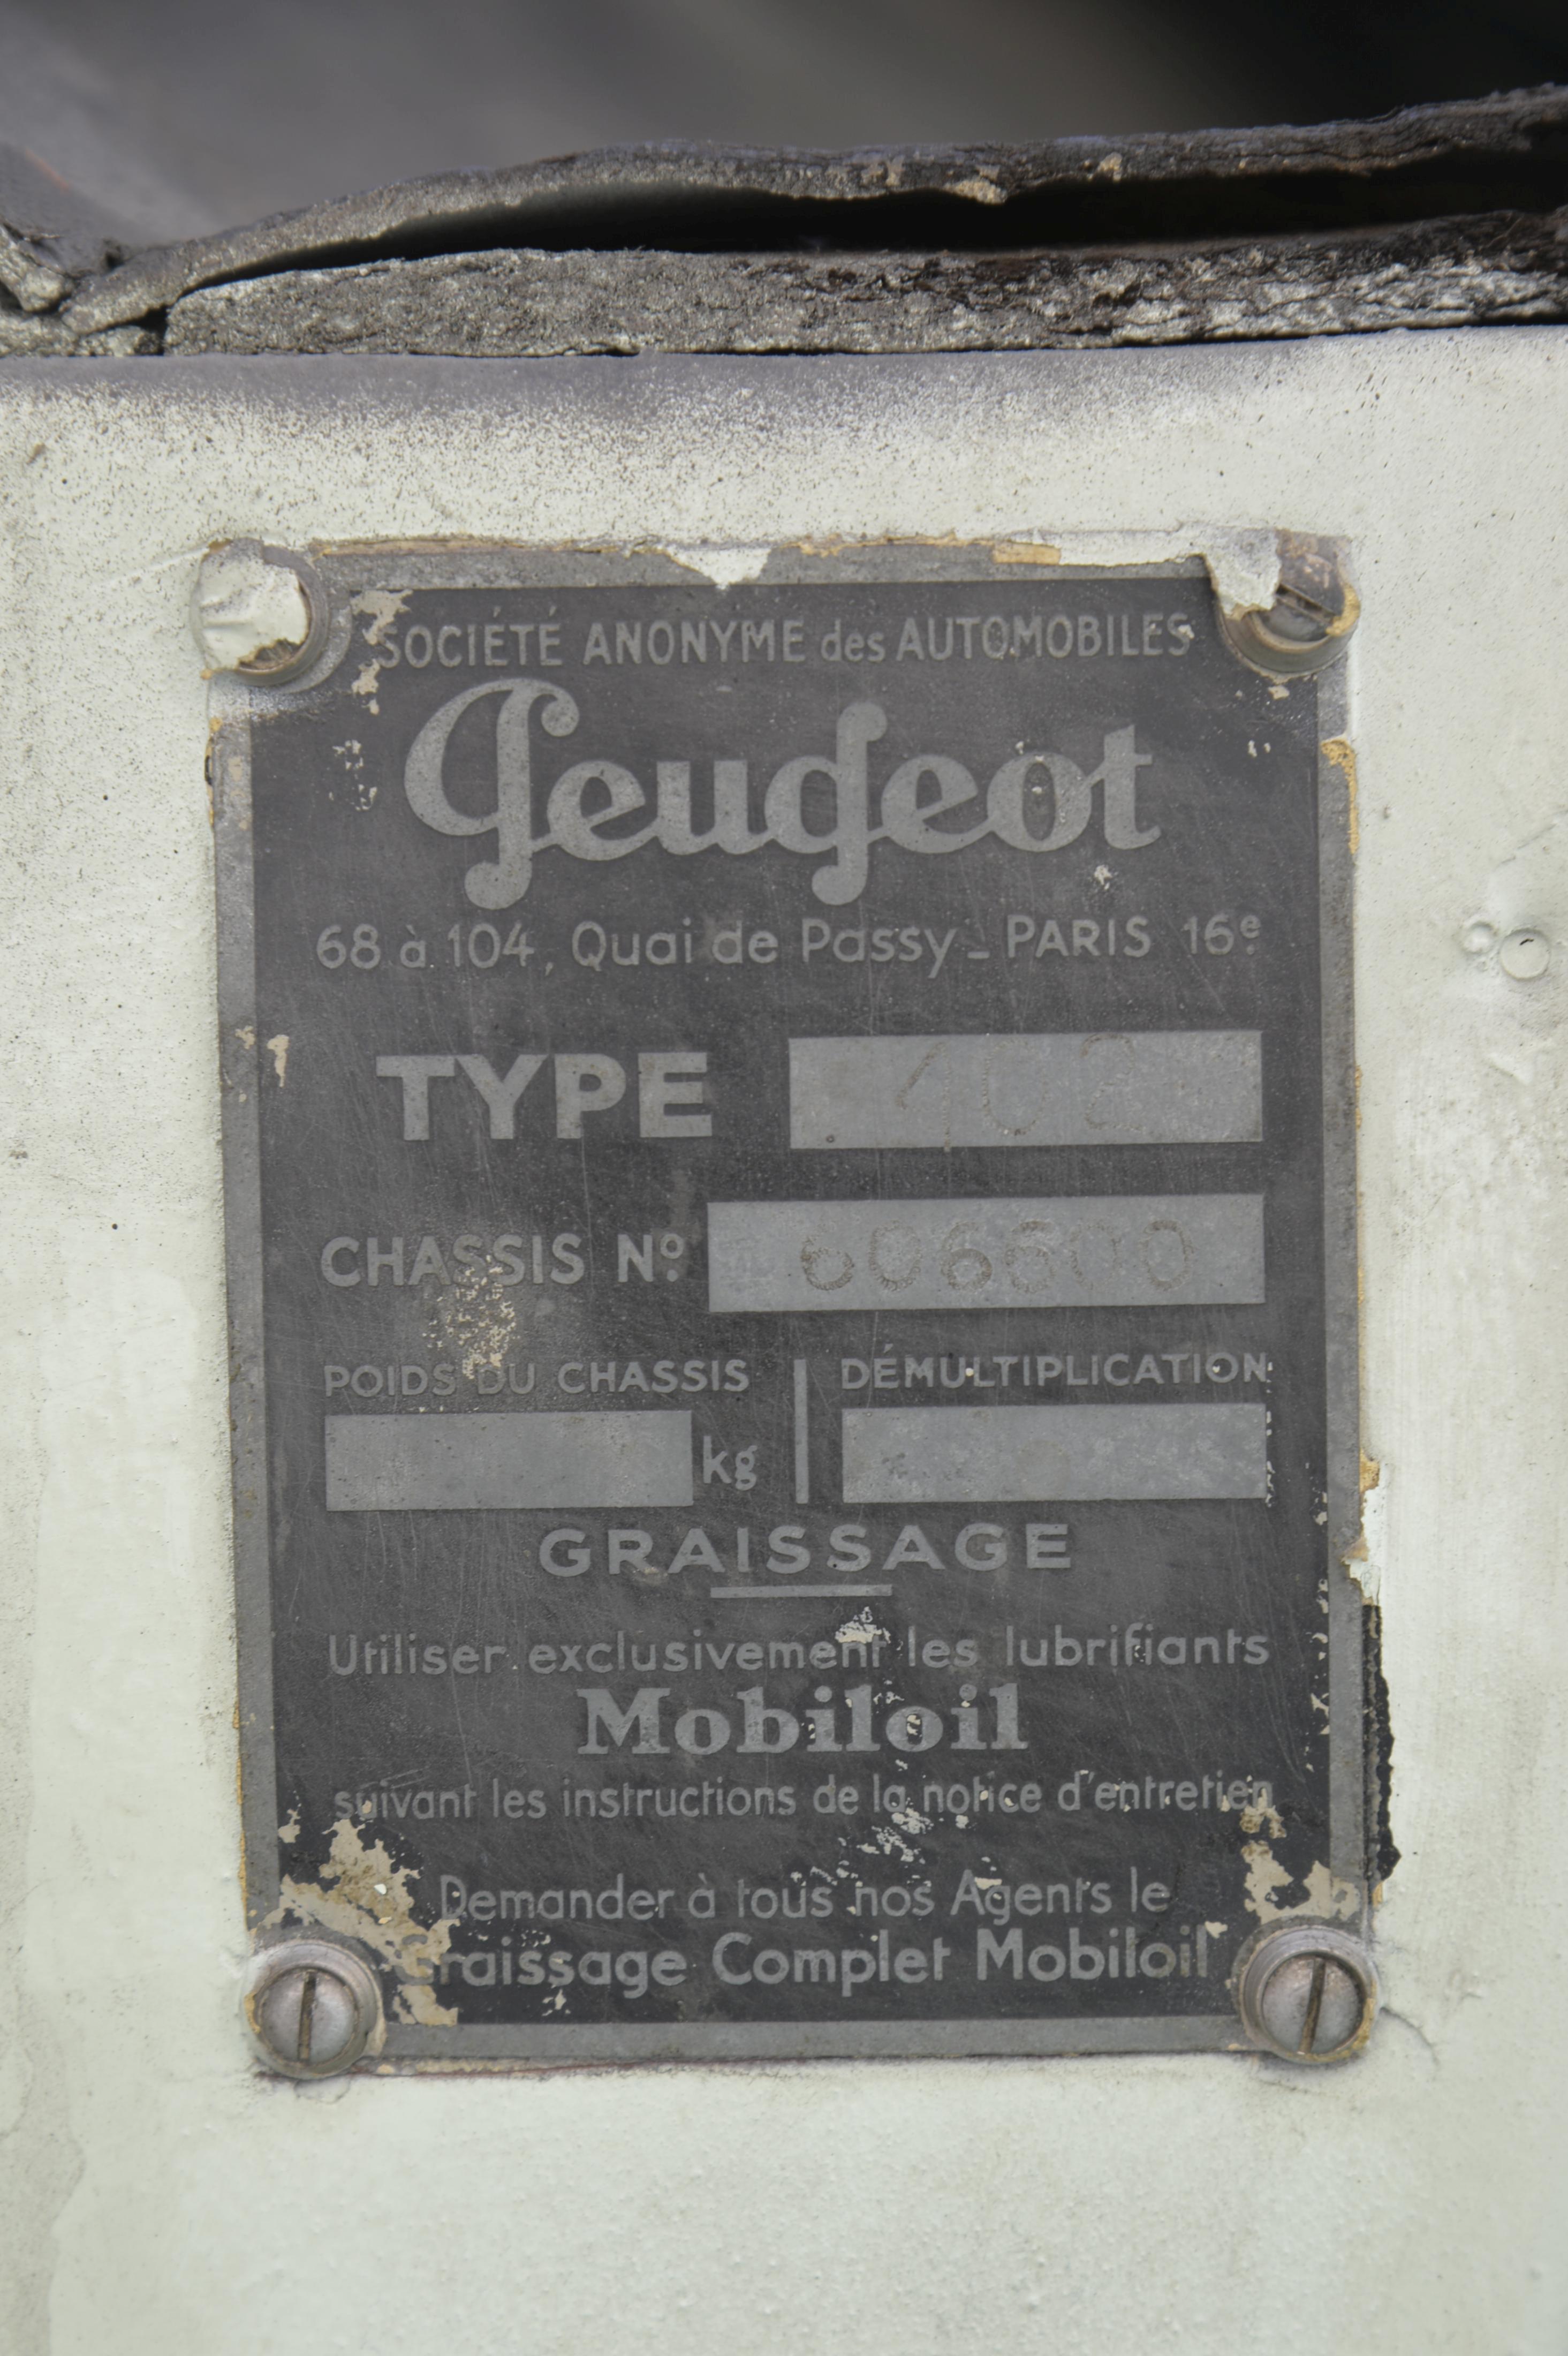 SOCIÉTÉ ANONYME des AUTOMOBILES
Peugeot
68 à 104, Quai de Passy - PARIS 16e
TYPE 402
CHASSIS No.
POIDS DU CHASSIS
DÉMULTIPLICATION
kg
GRAISSAGE
Utiliser exclusivement les lubrifiants
Mobiloil
suivant les instructions de la notice d'entretien
Demander à tous nos Agents le
Graissage Complet Mobiloil